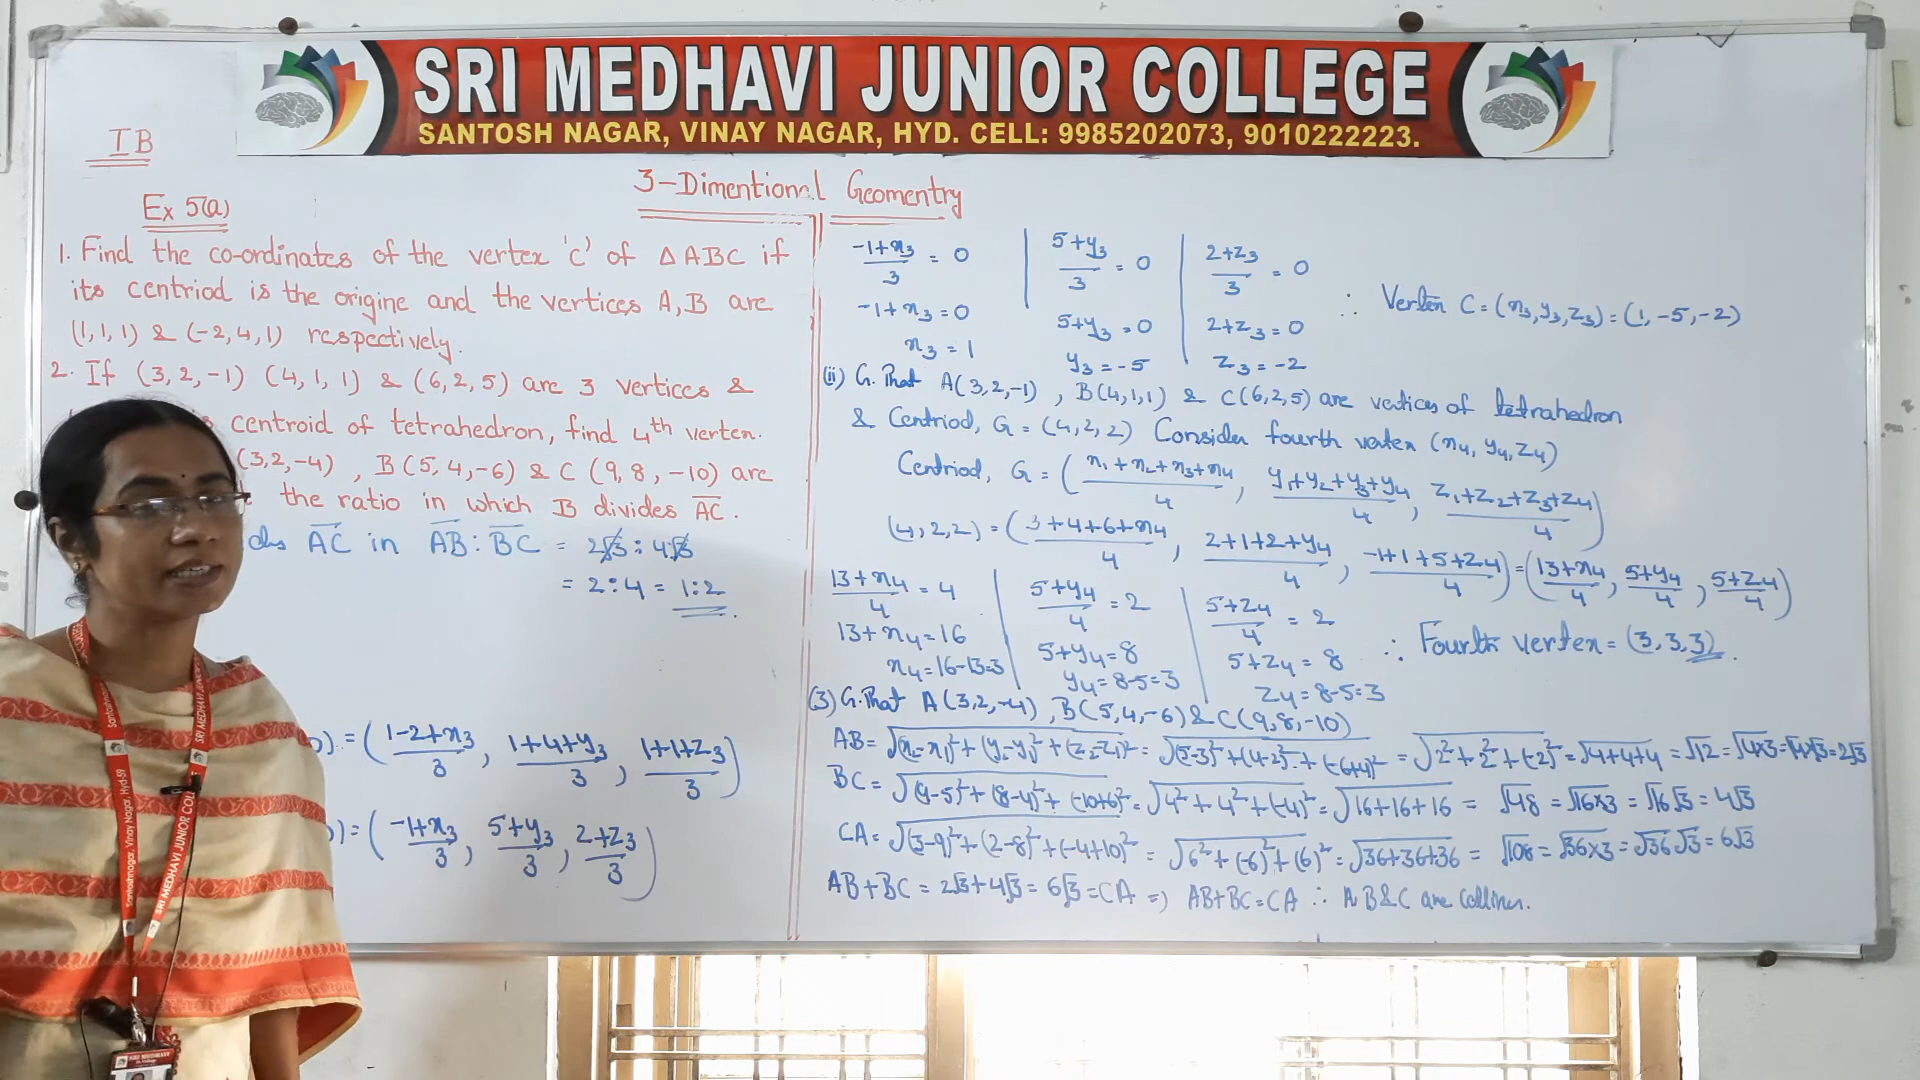 SRI MEDHAVI JUNIOR COLLEGE
SANTOSH NAGAR, VINAY NAGAR, HYD. CELL: 9985202073, 9010222223.
IB
3-Dimentional Geomentry
Ex 5(a)
1. Find the co-ordinates of the vertex 'c' of Δ ABC if
its centriod is the origine and the vertices A, B are
(1, 1, 1) & (-2, 4, 1) respectively.
2. If (3, 2, -1) (4, 1, 1) & (6, 2, 5) are 3 vertices &
centroid of tetrahedron, find 4th vertex.
(3,2,-4), B(5, 4, -6) & C (9, 8, -10) are
the ratio in which B divides AC.
des AC in AB : BC = 2√3 : 4√3
= 2:4 = 1:2.
) = ((1-2+x3)/3, (1+4+y3)/3, (1+1+z3)/3)
) = ((-1+x3)/3, (5+y3)/3, (2+z3)/3)
(-1+x3)/3 = 0 | (5+y3)/3 = 0 | (2+z3)/3 = 0
-1+x3=0 | 5+y3=0 | 2+z3=0
x3=1 | y3=-5 | z3=-2
∴ Vertex C = (x3, y3, z3) = (1, -5, -2)
(ii) G. That A(3, 2, -1), B(4, 1, 1) & C(6, 2, 5) are vertices of tetrahedron
& Centriod, G = (4, 2, 2) Consider fourth vertex (x4, y4, z4)
Centriod, G = ((x1+x2+x3+x4)/4, (y1+y2+y3+y4)/4, (z1+z2+z3+z4)/4)
(4,2,2) = ((3+4+6+x4)/4, (2+1+2+y4)/4, (-1+1+5+z4)/4) = ((13+x4)/4, (5+y4)/4, (5+z4)/4)
(13+x4)/4 = 4 | (5+y4)/4 = 2 | (5+z4)/4 = 2
13+x4=16 | 5+y4=8 | 5+z4 = 8
x4=16-13=3 | y4=8-5=3 | z4=8-5=3
∴ Fourth vertex = (3,3,3).
(3) G.That A(3,2,-4), B(5,4,-6) & C(9,8,-10)
AB = √(x2-x1)²+(y2-y1)²+(z2-z1)² = √(5-3)²+(4-2)²+(-6+4)² = √2²+2²+(-2)² = √4+4+4 = √12 = √4×3 = √4×√3 = 2√3
BC = √(9-5)²+(8-4)²+(-10+6)² = √4²+4²+(-4)² = √16+16+16 = √48 = √16×3 = √16√3 = 4√3
CA = √(3-9)²+(2-8)²+(-4+10)² = √6²+(-6)²+(6)² = √36+36+36 = √108 = √36×3 = √36√3 = 6√3
AB+BC = 2√3+4√3 = 6√3 = CA ⇒ AB+BC=CA ∴ A B & C are